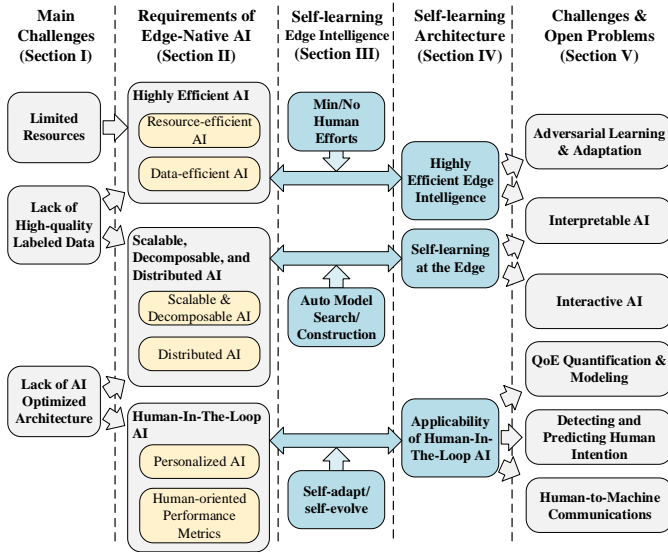 Main
Challenges
(Section I)
Requirements of
Edge-Native AI
(Section II)
Self-learning
Edge Intelligence
(Section III)
Self-learning
Architecture
(Section IV)
Challenges &
Open Problems
(Section V)
Limited
Resources
Lack of
High-quality
Labeled Data
Lack of AI
Optimized
Architecture
Highly Efficient AI
Resource-efficient
AI
Data-efficient AI
Scalable,
Decomposable, and
Distributed AI
Scalable &
Decomposable AI
Distributed AI
Human-In-The-Loop
AI
Personalized AI
Human-oriented
Performance
Metrics
Min/No
Human
Efforts
Auto Model
Search/
Construction
Self-adapt/
self-evolve
Highly
Efficient Edge
Intelligence
Self-learning
at the Edge
Applicability
of Human-In-
The-Loop AI
Adversarial Learning
& Adaptation
Interpretable AI
Interactive AI
QoE Quantification &
Modeling
Detecting and
Predicting Human
Intention
Human-to-Machine
Communications